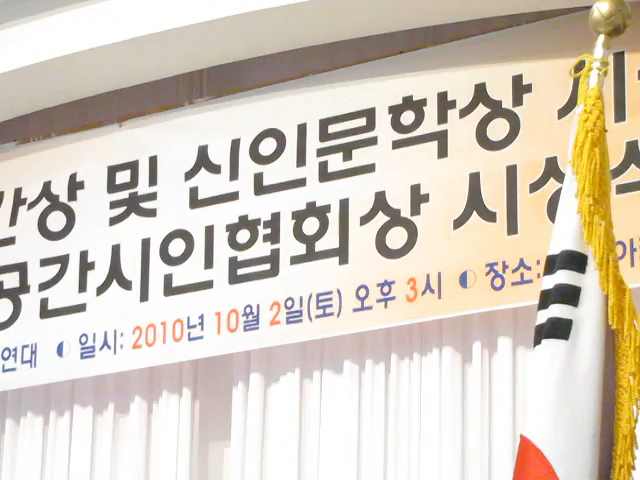 간상 및 신인문학상 시
공간시인협회상 시상식
연대 일시: 2010년 10월 2일(토) 오후 3시 장소: